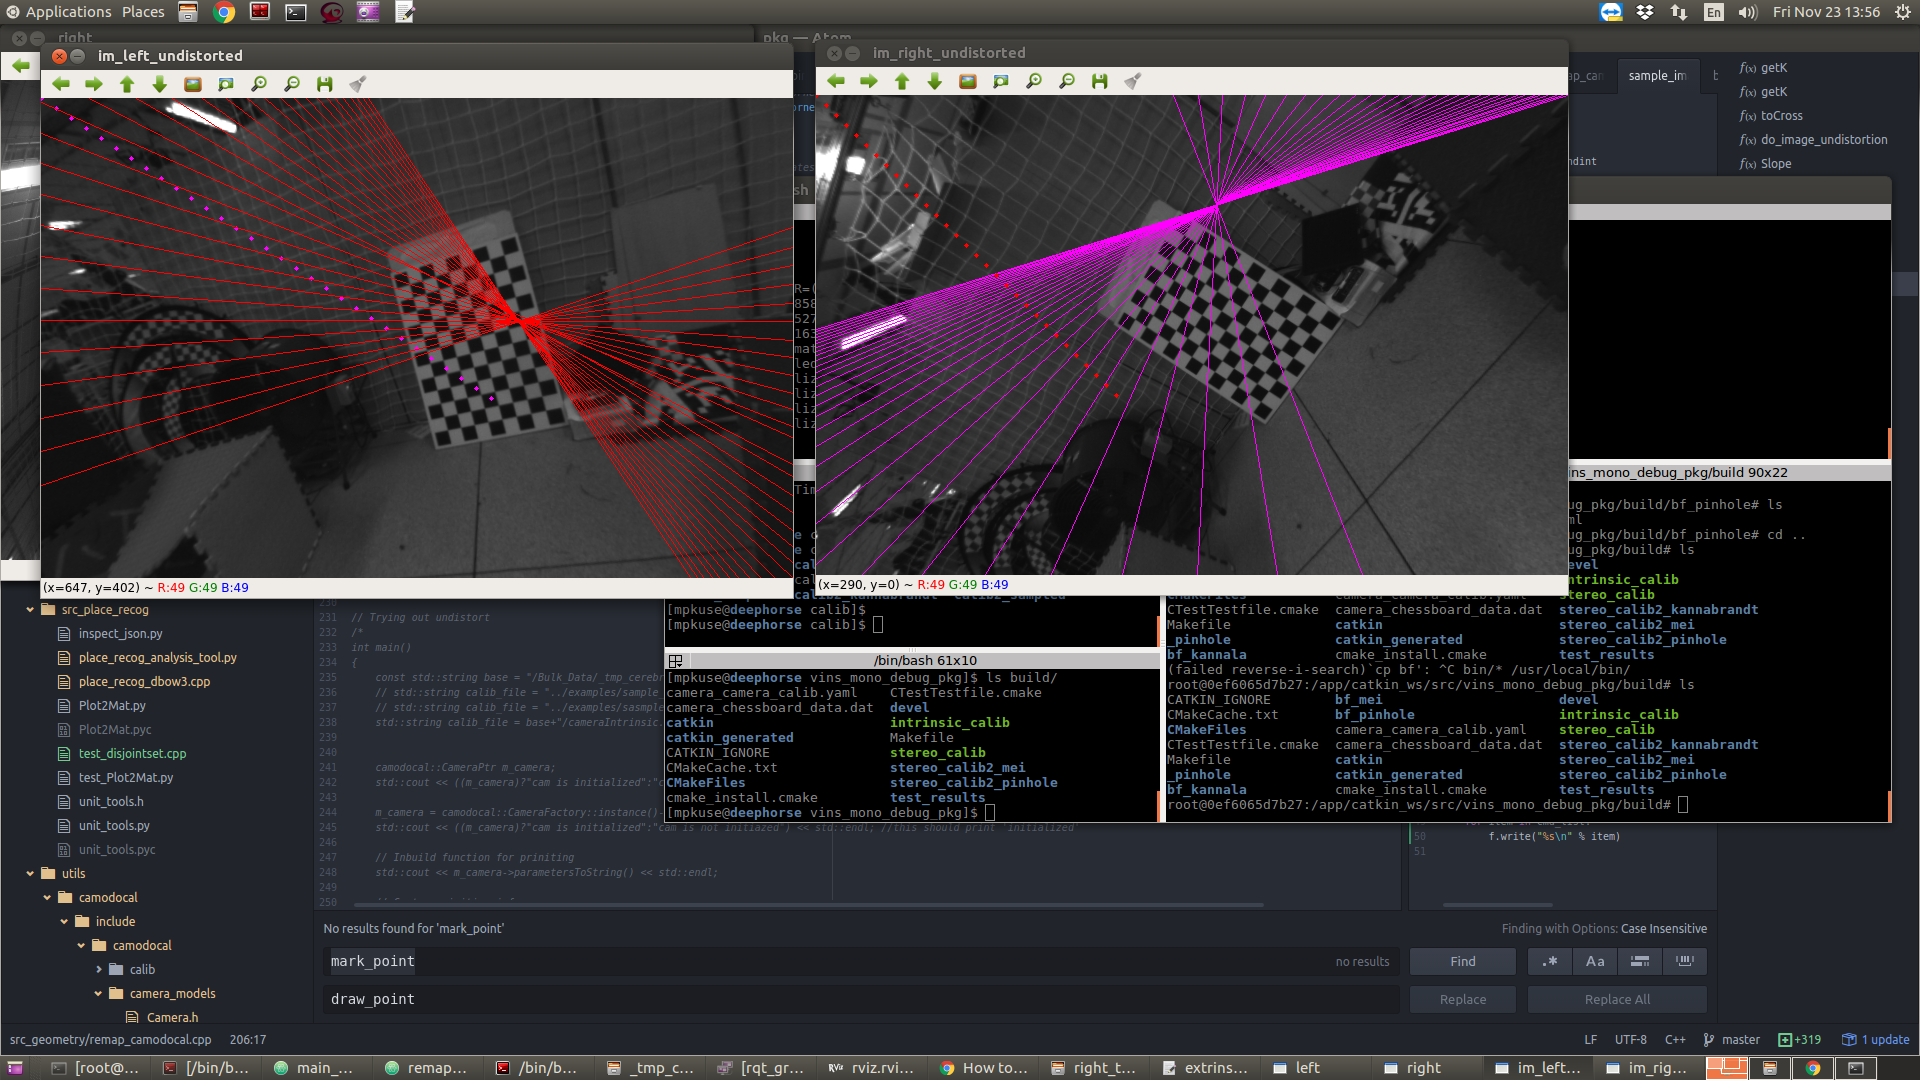 Applications Places
En Fri Nov 23 13:56
right
pkg — Atom
im_left_undistorted
im_right_undistorted
(x=647, y=402) ~ R:49 G:49 B:49
(x=290, y=0) ~ R:49 G:49 B:49
sample_im
getK
getK
toCross
do_image_undistortion
Slope
src_place_recog
inspect_json.py
place_recog_analysis_tool.py
place_recog_dbow3.cpp
Plot2Mat.py
Plot2Mat.pyc
test_disjointset.cpp
test_Plot2Mat.py
unit_tools.h
unit_tools.py
unit_tools.pyc
utils
camodocal
include
camodocal
calib
camera_models
Camera.h
231 // Trying out undistort
232 /*
233 int main()
234 {
235 const std::string base = "/Bulk_Data/_tmp_cerebr
236 // std::string calib_file = "../examples/sample_
237 // std::string calib_file = "../examples/sasmple
238 std::string calib_file = base+"/cameraIntrinsic.
239
240
241 camodocal::CameraPtr m_camera;
242 std::cout << ((m_camera)?"cam is initialized":"c
243
244 m_camera = camodocal::CameraFactory::instance()-
245 std::cout << ((m_camera)?"cam is initialized":"cam is not initiazed") << std::endl; //this should print 'initialized'
246
247 // Inbuild function for priniting
248 std::cout << m_camera->parametersToString() << std::endl;
249
250
[mpkuse@deephorse calib]$
[mpkuse@deephorse calib]$
/bin/bash 61x10
[mpkuse@deephorse vins_mono_debug_pkg]$ ls build/
camera_camera_calib.yaml CTestTestfile.cmake
camera_chessboard_data.dat devel
catkin intrinsic_calib
catkin_generated Makefile
CATKIN_IGNORE stereo_calib
CMakeCache.txt stereo_calib2_mei
CMakeFiles stereo_calib2_pinhole
cmake_install.cmake test_results
[mpkuse@deephorse vins_mono_debug_pkg]$
ins_mono_debug_pkg/build 90x22
ug_pkg/build/bf_pinhole# ls
ml
ug_pkg/build/bf_pinhole# cd ..
ug_pkg/build# ls
evel
intrinsic_calib
stereo_calib
CTestTestfile.cmake camera_chessboard_data.dat stereo_calib2_kannabrandt
Makefile catkin stereo_calib2_mei
_pinhole catkin_generated stereo_calib2_pinhole
bf_kannala cmake_install.cmake test_results
(failed reverse-i-search)`cp bf': ^C bin/* /usr/local/bin/
root@0ef6065d7b27:/app/catkin_ws/src/vins_mono_debug_pkg/build# ls
CATKIN_IGNORE bf_mei devel
CMakeCache.txt bf_pinhole intrinsic_calib
CMakeFiles camera_camera_calib.yaml stereo_calib
CTestTestfile.cmake camera_chessboard_data.dat stereo_calib2_kannabrandt
Makefile catkin stereo_calib2_mei
_pinhole catkin_generated stereo_calib2_pinhole
bf_kannala cmake_install.cmake test_results
root@0ef6065d7b27:/app/catkin_ws/src/vins_mono_debug_pkg/build#
50 f.write("%s\n" % item)
51
No results found for 'mark_point'
Finding with Options: Case Insensitive
mark_point no results Find .* Aa
draw_point Replace Replace All
src_geometry/remap_camodocal.cpp 206:17
LF UTF-8 C++ master +319 1 update
[root@... [/bin/b... main_... remap... /bin/b... _tmp_c... [rqt_gr... rviz.rvi... How to... right_t... extrins... left right im_left... im_rig...